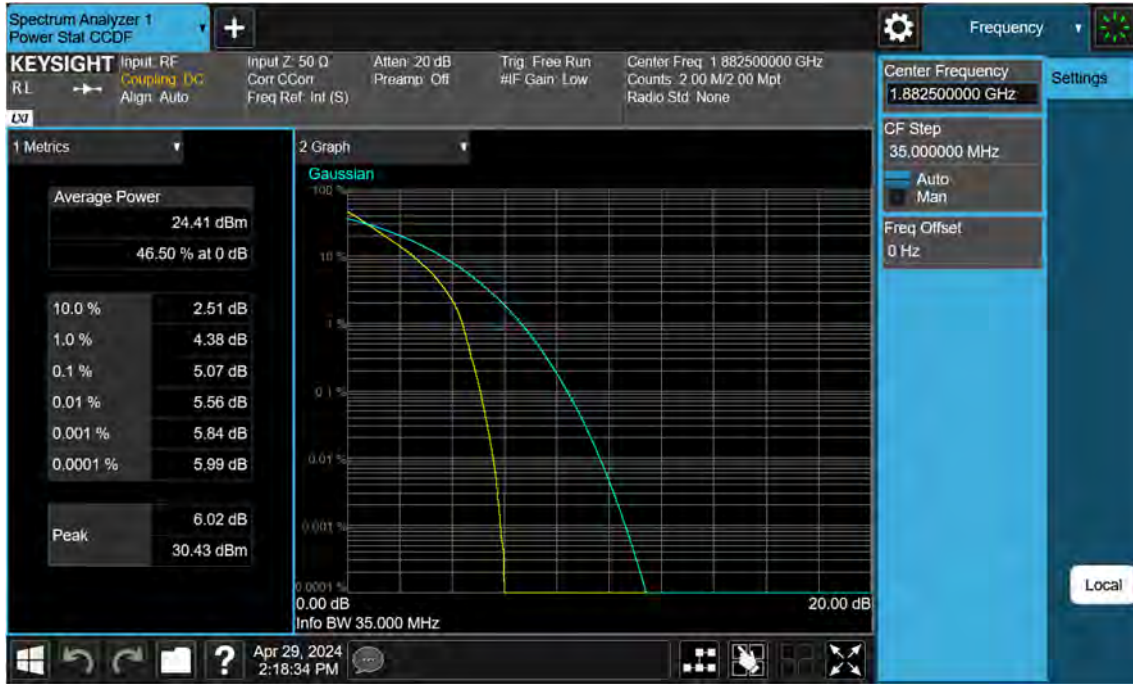 Spectrum Analyzer 1
Power Stat CCDF
+
Frequency
KEYSIGHT
RL
LXI
Input: RF
Coupling: DC
Align: Auto
Input Z: 50 Ω
Corr CCorr
Freq Ref: Int (S)
Atten: 20 dB
Preamp: Off
Trig: Free Run
#IF Gain: Low
Center Freq: 1.882500000 GHz
Counts: 2.00 M/2.00 Mpt
Radio Std: None
1 Metrics
Average Power
24.41 dBm
46.50 % at 0 dB
10.0 % 2.51 dB
1.0 % 4.38 dB
0.1 % 5.07 dB
0.01 % 5.56 dB
0.001 % 5.84 dB
0.0001 % 5.99 dB
Peak
6.02 dB
30.43 dBm
2 Graph
Gaussian
100 %
10 %
1 %
0.1 %
0.01 %
0.001 %
0.0001 %
0.00 dB 20.00 dB
Info BW 35.000 MHz
Center Frequency
1.882500000 GHz
Settings
CF Step
35.000000 MHz
Auto
Man
Freq Offset
0 Hz
Local
?
Apr 29, 2024
2:18:34 PM